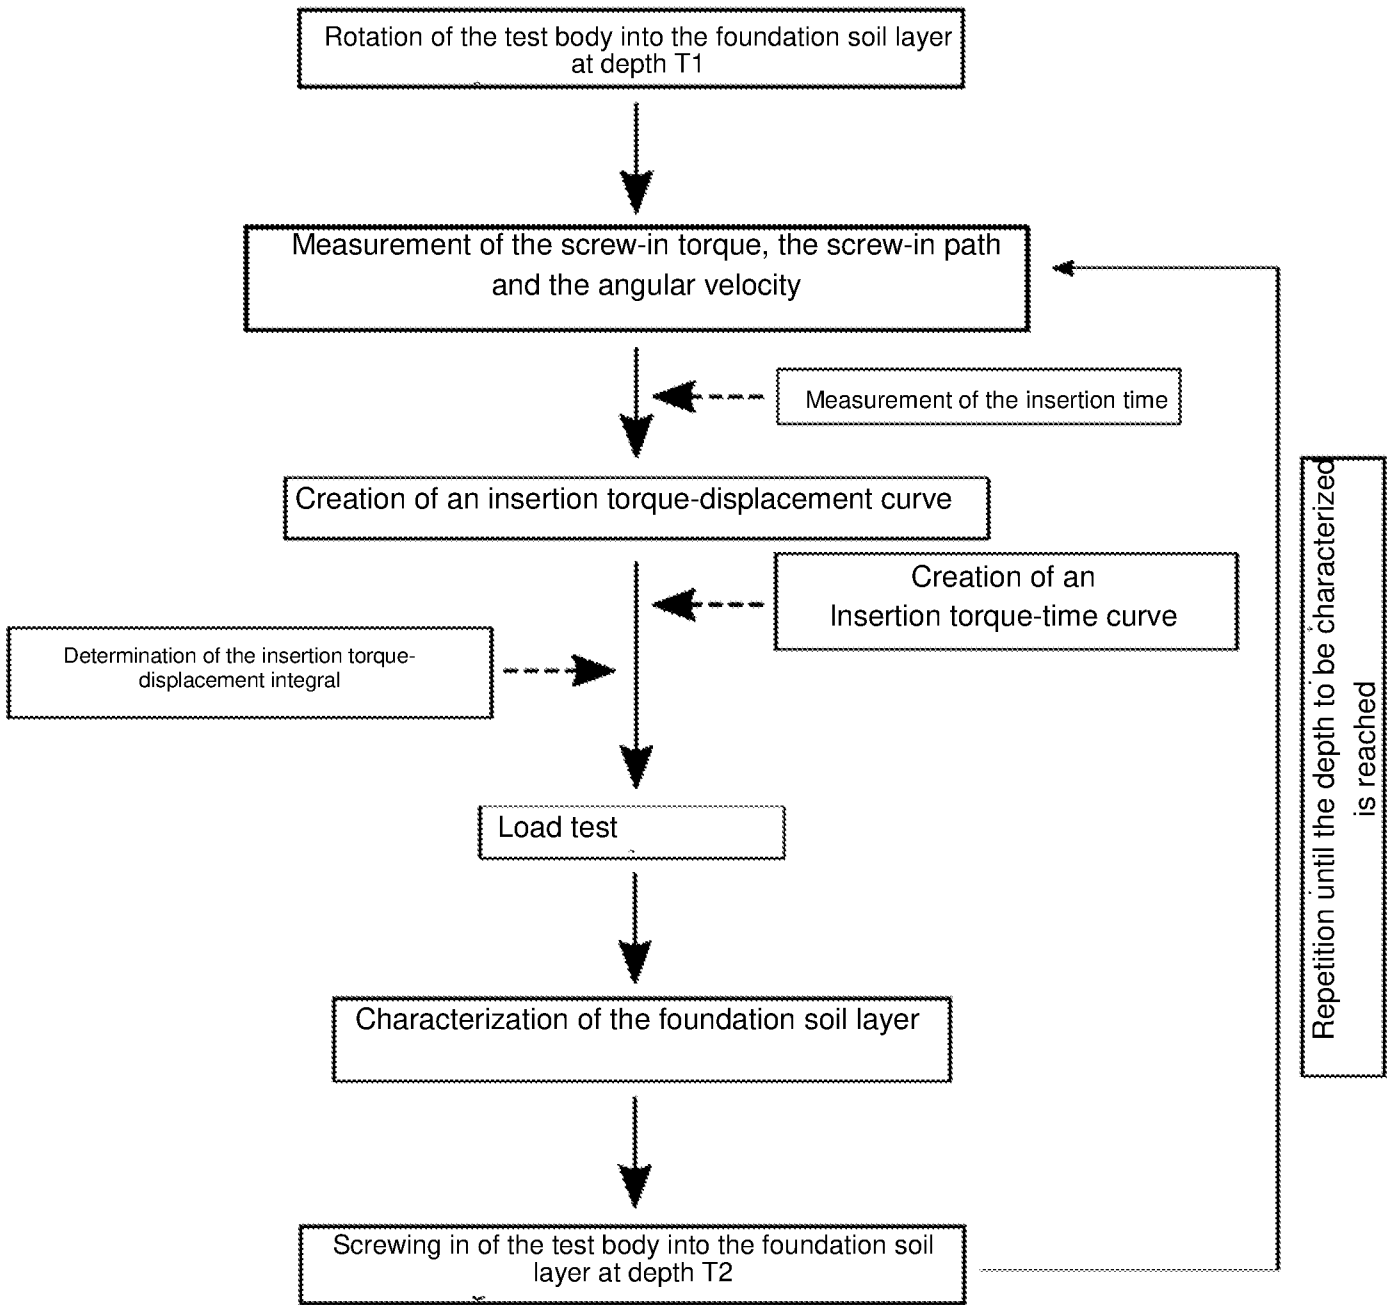 Rotation of the test body into the foundation soil layer
at depth T1
Measurement of the screw-in torque, the screw-in path
and the angular velocity
Measurement of the insertion time
Creation of an insertion torque-displacement curve
Creation of an
Insertion torque-time curve
Determination of the insertion torque-
displacement integral
Load test
Characterization of the foundation soil layer
Screwing in of the test body into the foundation soil
layer at depth T2
Repetition until the depth to be characterized
is reached